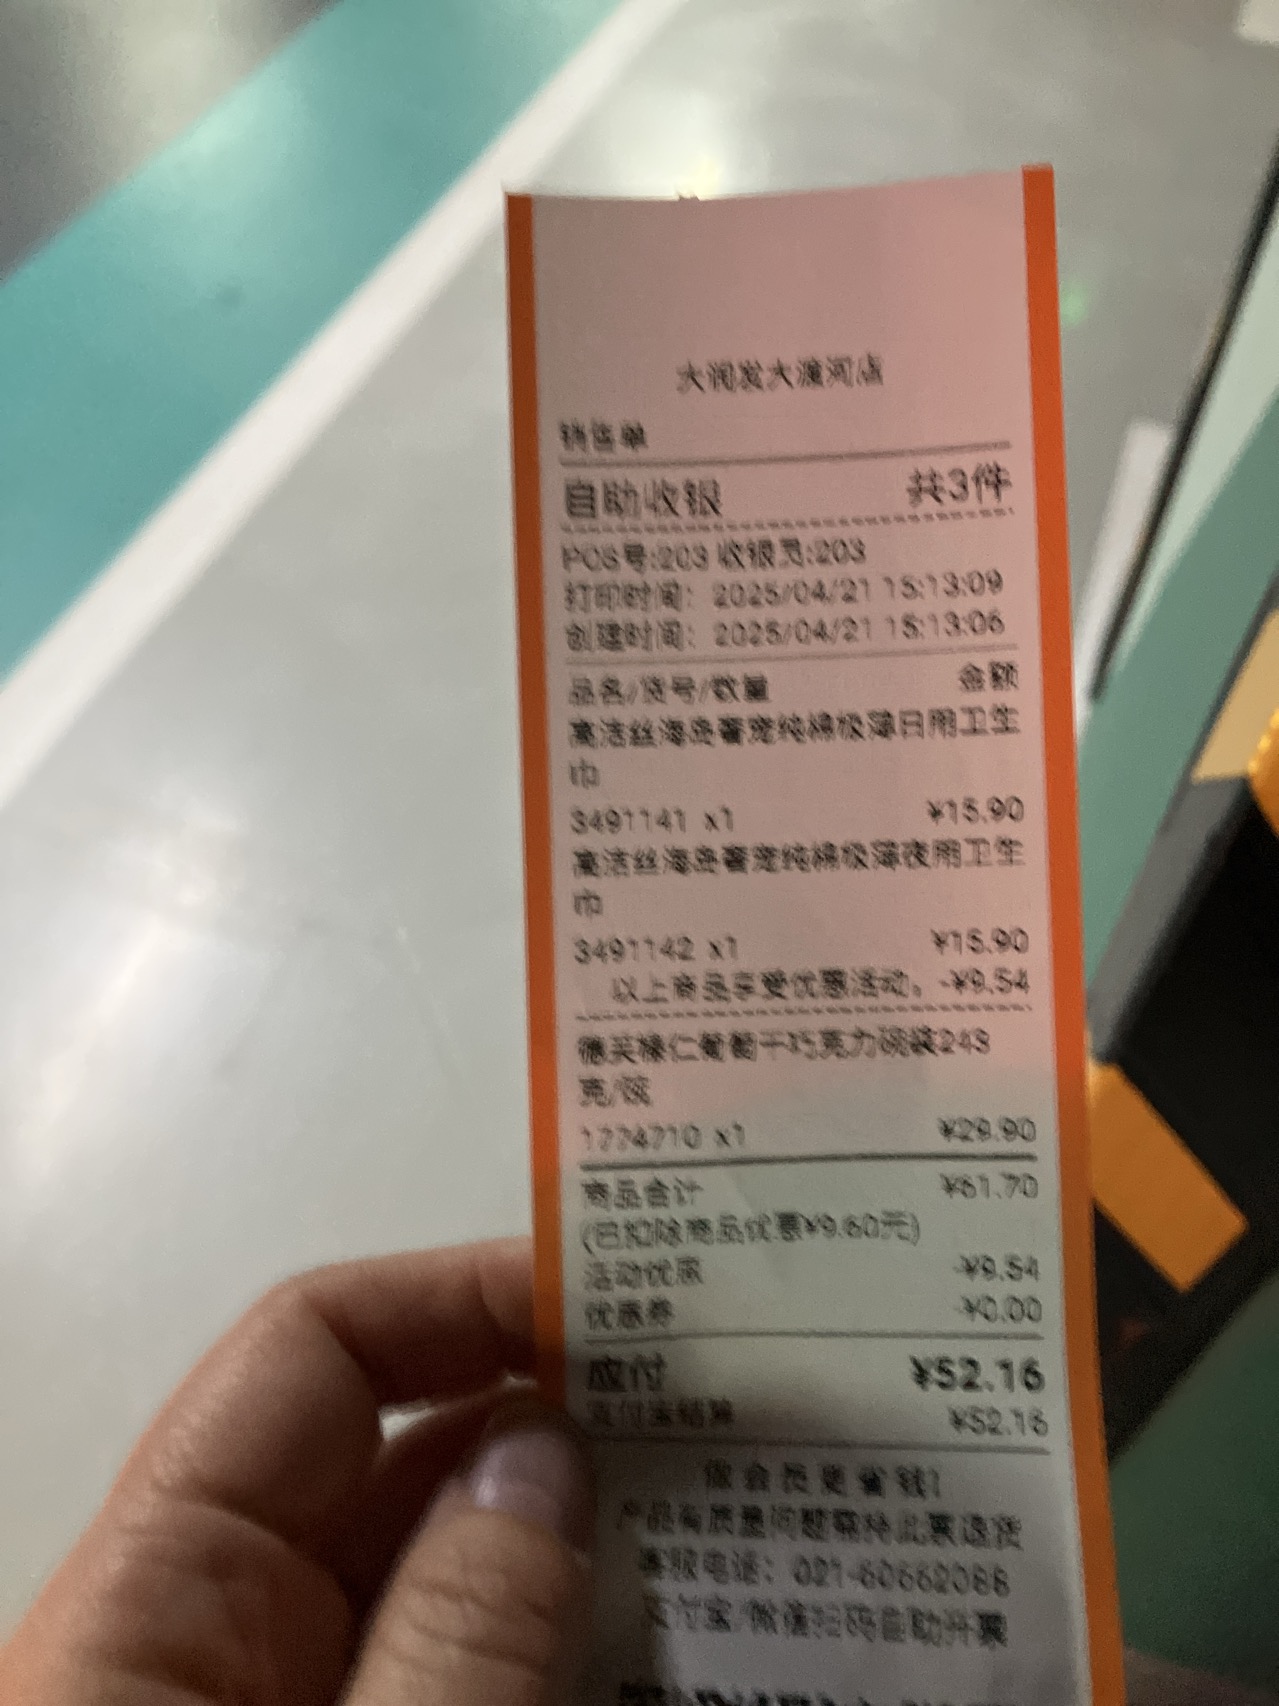 大润发大渡河店
销售单
自助收银 共3件
POS号:203 收银员:203
打印时间: 2025/04/21 15:13:09
创建时间: 2025/04/21 15:13:06
品名/货号/数量 金额
高洁丝海岛奢宠纯棉极薄日用卫生
巾
3491141 x1 ¥15.90
高洁丝海岛奢宠纯棉极薄夜用卫生
巾
3491142 x1 ¥15.90
以上商品享受优惠活动, -¥9.54
德芙榛仁葡萄干巧克力碗装243
克/碗
1774710 x1 ¥29.90
商品合计 ¥61.70
(已扣除商品优惠¥9.60元)
活动优惠 -¥9.54
优惠券 -¥0.00
应付 ¥52.16
支付宝结算 ¥52.16
做会员更省钱!
产品有质量问题需持此票退货
客服电话: 021-60662088
支付宝/微信扫码自助开票